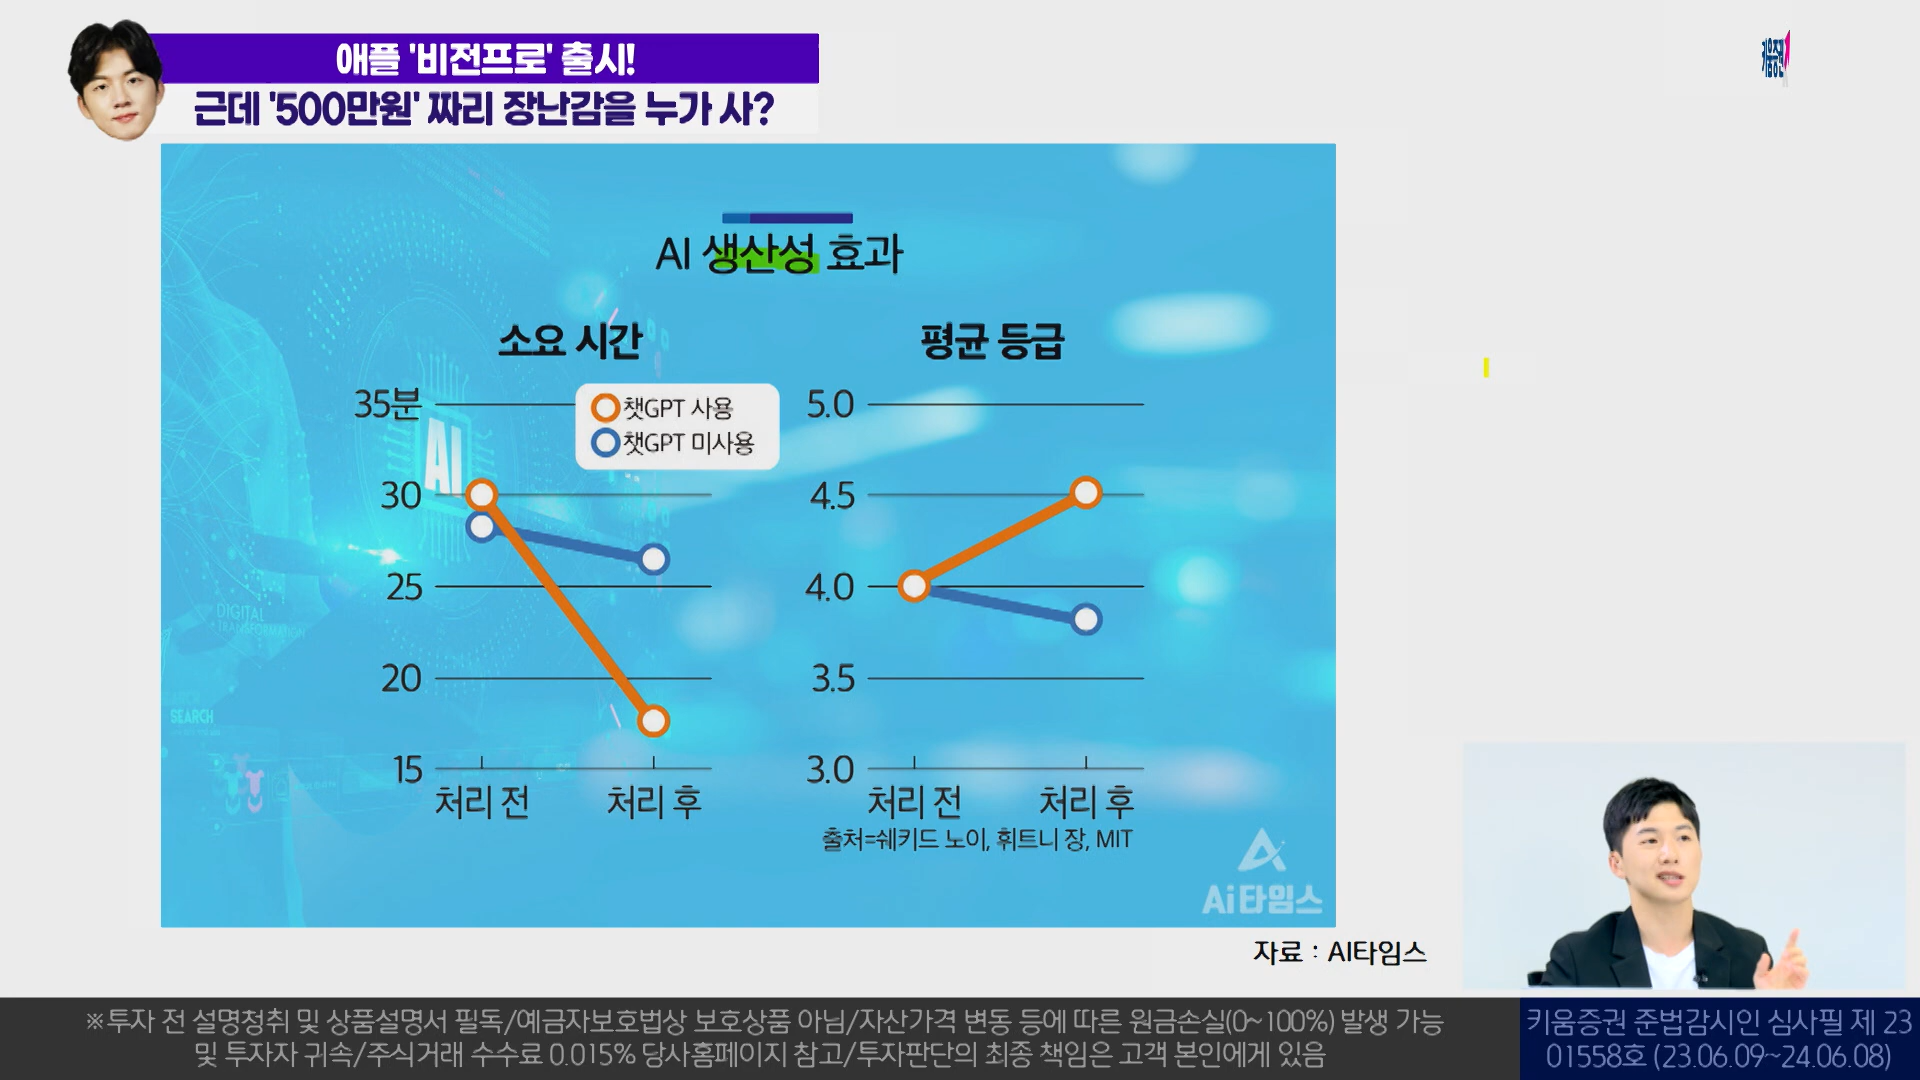 애플 '비전프로' 출시!
근데 '500만원' 짜리 장난감을 누가 사?
키움증권
AI 생산성 효과
소요 시간
평균 등급
35분
30
25
20
15
챗GPT 사용
챗GPT 미사용
5.0
4.5
4.0
3.5
3.0
처리 전
처리 후
처리 전
처리 후
출처=쉐키드 노이, 휘트니 장, MIT
AI
DIGITAL
TRANSFORMATION
SEARCH
Ai타임스
자료 : AI타임스
※투자 전 설명청취 및 상품설명서 필독/예금자보호법상 보호상품 아님/자산가격 변동 등에 따른 원금손실(0~100%) 발생 가능
및 투자자 귀속/주식거래 수수료 0.015% 당사홈페이지 참고/투자판단의 최종 책임은 고객 본인에게 있음
키움증권 준법감시인 심사필 제 23
01558호 (23.06.09~24.06.08)